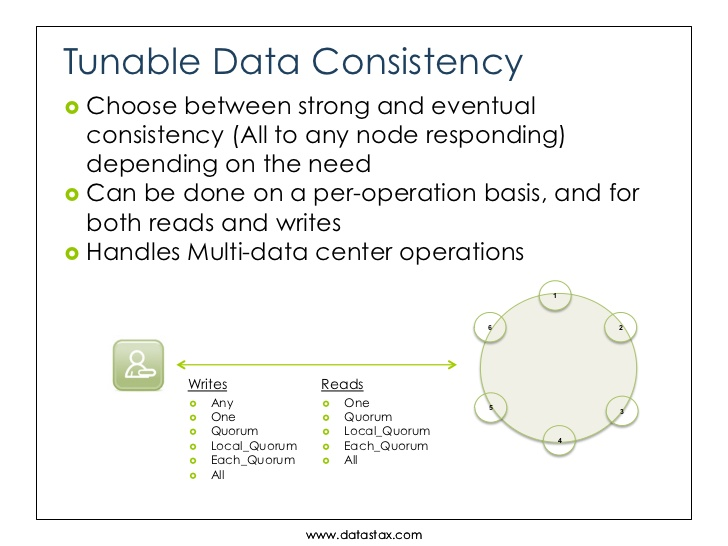 Tunable Data Consistency
Choose between strong and eventual
consistency (All to any node responding)
depending on the need
Can be done on a per-operation basis, and for
both reads and writes
Handles Multi-data center operations
1
6
2
5
3
4
Writes
Any
One
Quorum
Local_Quorum
Each_Quorum
All
Reads
One
Quorum
Local_Quorum
Each_Quorum
All
www.datastax.com